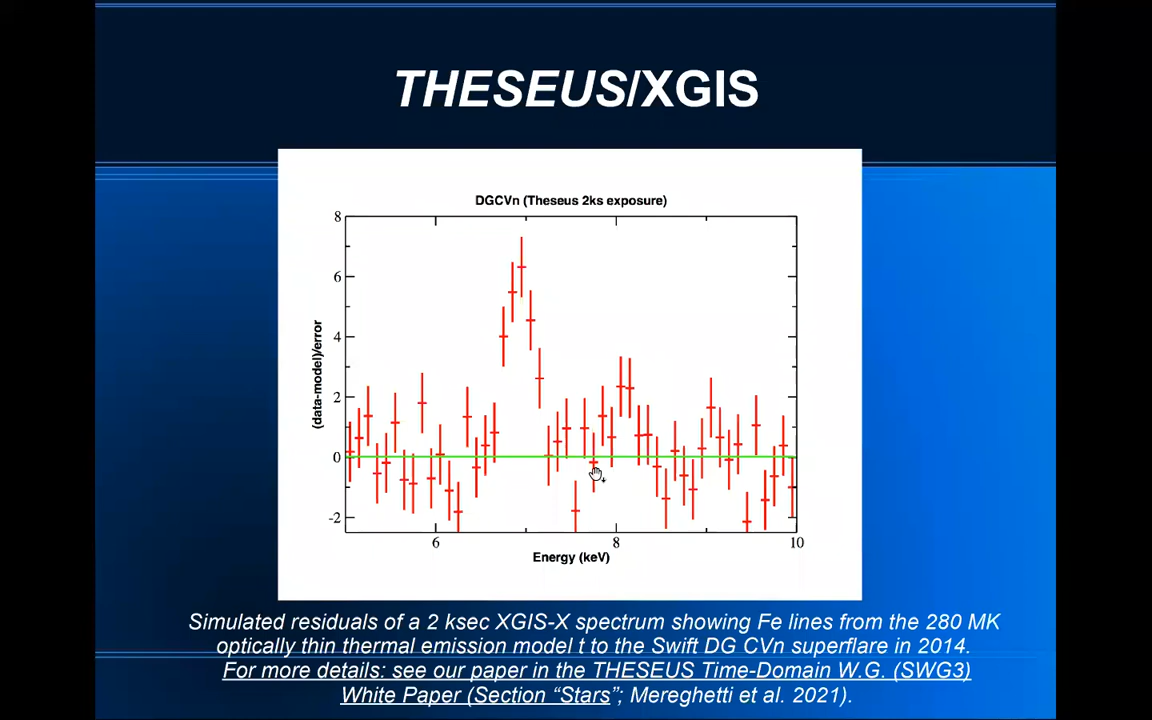 THESEUS/XGIS
DGCVn (Theseus 2ks exposure)
8
6
4
2
0
-2
(data-model)/error
6 8 10
Energy (keV)
Simulated residuals of a 2 ksec XGIS-X spectrum showing Fe lines from the 280 MK
optically thin thermal emission model t to the Swift DG CVn superflare in 2014.
For more details: see our paper in the THESEUS Time-Domain W.G. (SWG3)
White Paper (Section “Stars”; Mereghetti et al. 2021).